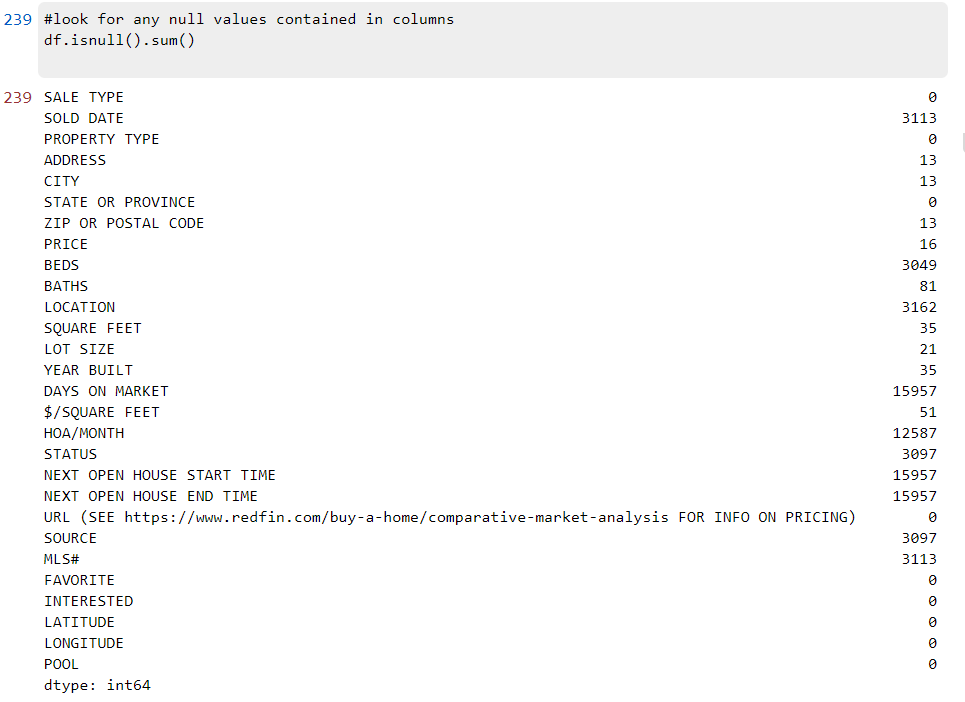 239 #look for any null values contained in columns
df.isnull().sum()
239 SALE TYPE 0
SOLD DATE 3113
PROPERTY TYPE 0
ADDRESS 13
CITY 13
STATE OR PROVINCE 0
ZIP OR POSTAL CODE 13
PRICE 16
BEDS 3049
BATHS 81
LOCATION 3162
SQUARE FEET 35
LOT SIZE 21
YEAR BUILT 35
DAYS ON MARKET 15957
$/SQUARE FEET 51
HOA/MONTH 12587
STATUS 3097
NEXT OPEN HOUSE START TIME 15957
NEXT OPEN HOUSE END TIME 15957
URL (SEE https://www.redfin.com/buy-a-home/comparative-market-analysis FOR INFO ON PRICING) 0
SOURCE 3097
MLS# 3113
FAVORITE 0
INTERESTED 0
LATITUDE 0
LONGITUDE 0
POOL 0
dtype: int64